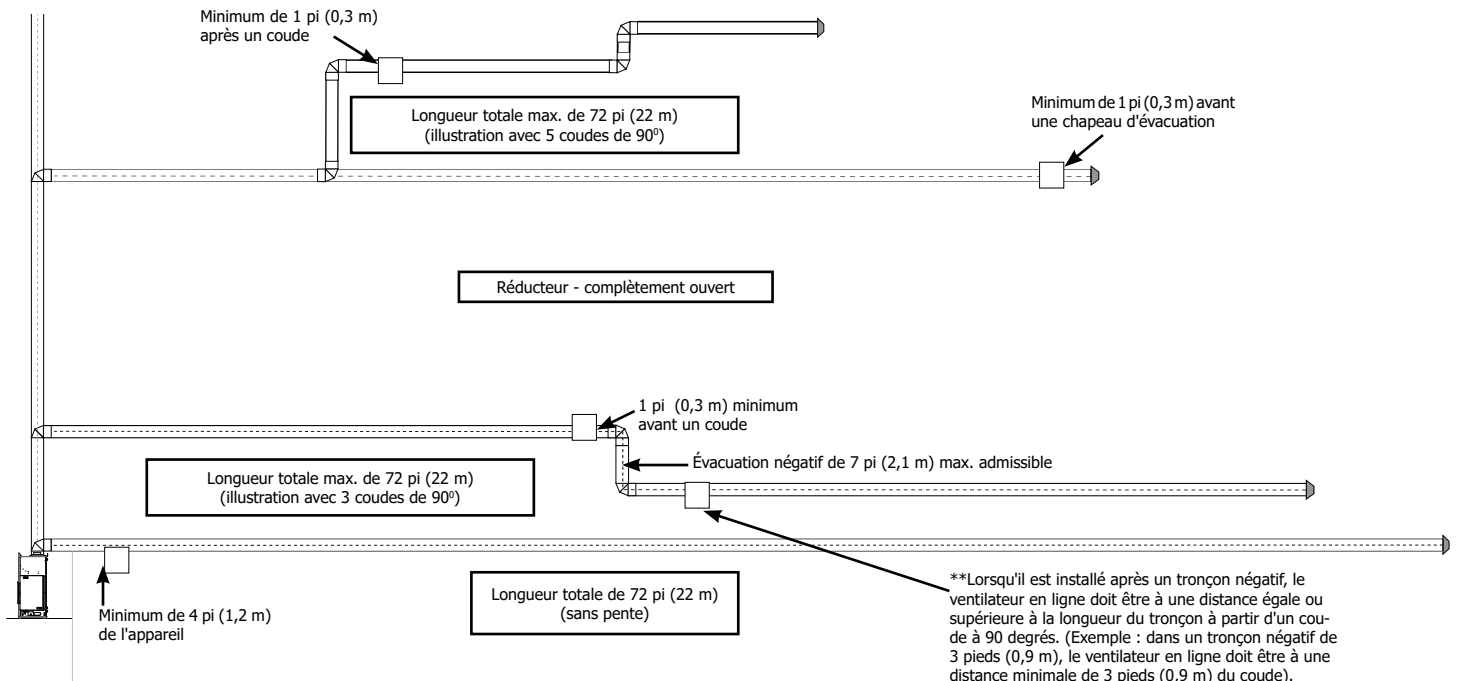 Minimum de 1 pi (0,3 m)
après un coude
Longueur totale max. de 72 pi (22 m)
(illustration avec 5 coudes de 90⁰)
Minimum de 1 pi (0,3 m) avant
une chapeau d'évacuation
Réducteur - complètement ouvert
1 pi (0,3 m) minimum
avant un coude
Évacuation négatif de 7 pi (2,1 m) max. admissible
Longueur totale max. de 72 pi (22 m)
(illustration avec 3 coudes de 90⁰)
Minimum de 4 pi (1,2 m)
de l'appareil
Longueur totale de 72 pi (22 m)
(sans pente)
**Lorsqu'il est installé après un tronçon négatif, le
ventilateur en ligne doit être à une distance égale ou
supérieure à la longueur du tronçon à partir d'un cou-
de à 90 degrés. (Exemple : dans un tronçon négatif de
3 pieds (0,9 m), le ventilateur en ligne doit être à une
distance minimale de 3 pieds (0,9 m) du coude).